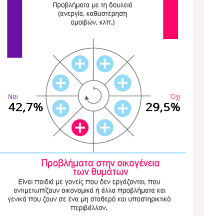 Προβλήματα με τη δουλειά
(ανεργία, καθυστέρηση
αμοιβών, κλπ.)
Ναι
42,7%
Όχι
29,5%
Προβλήματα στην οικογένεια
των θυμάτων
Είναι παιδιά με γονείς που δεν εργάζονται, που
αντιμετωπίζουν οικονομικά ή άλλα προβλήματα και
γενικά που ζουν σε ένα μη σταθερό και υποστηρικτικό
περιβάλλον.